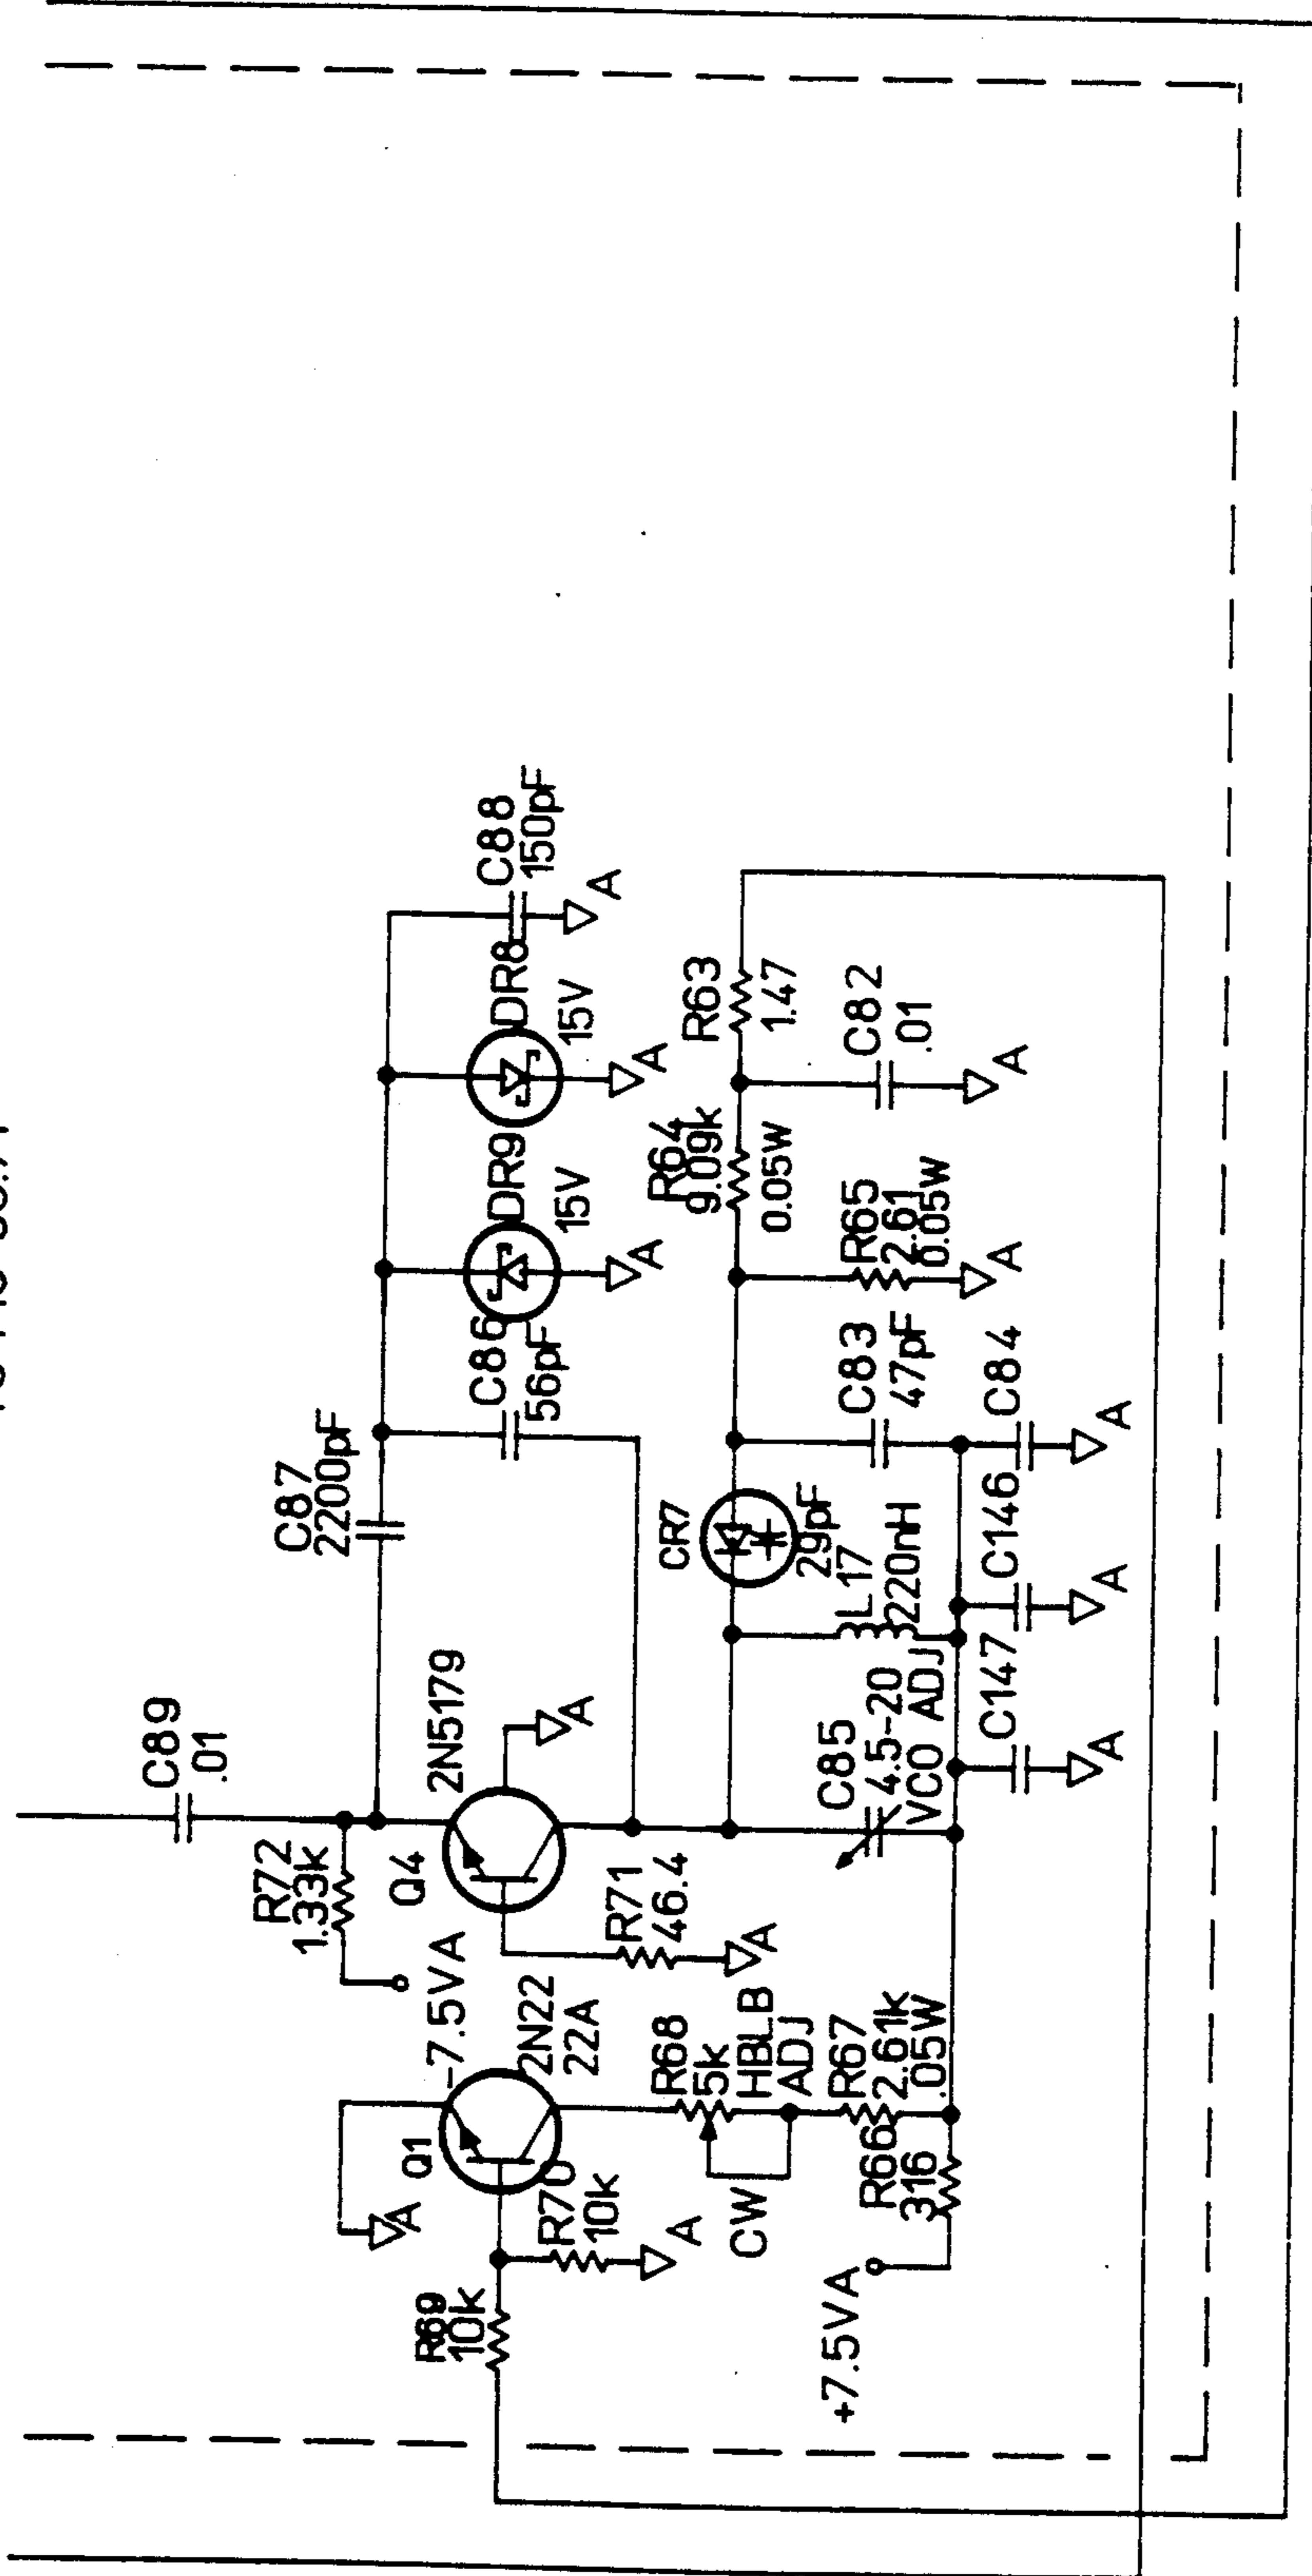 C89
.01
R72
1.33k
C87
2200pF
-7.5VA
Q4
2N5179
Q1
2N22
22A
A
R69
10k
R70
10k
A
R71
46.4
A
A
C86
56pF
DR9
15V
A
DR8
15V
A
C88
150pF
A
R68
5k
HBLB
ADJ
CW
R67
2.61k
.05W
R66
316
+7.5VA
C85
4.5-20
VCO ADJ
CR7
29pF
L17
220nH
C83
47pF
R64
9.09k
0.05W
R65
2.61
0.05W
A
R63
1.47
C82
.01
A
C147
A
C146
A
C84
A